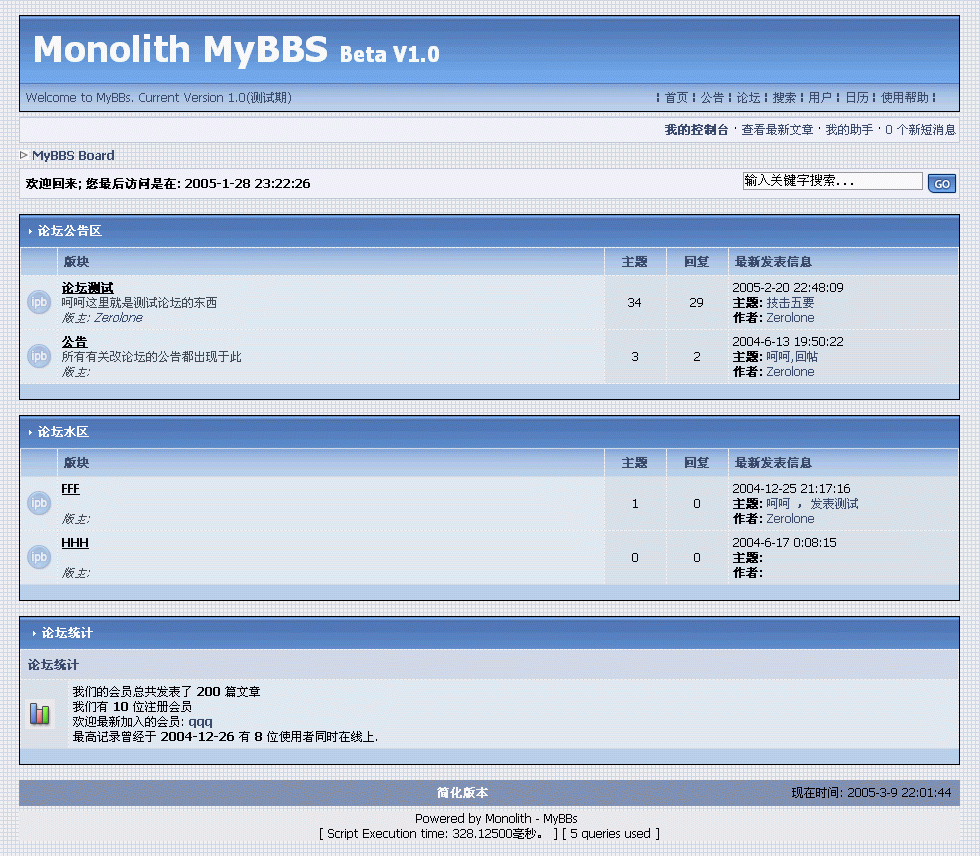 Monolith MyBBS Beta V1.0
Welcome to MyBBs. Current Version 1.0(测试期)
¦ 首页 ¦ 公告 ¦ 论坛 ¦ 搜索 ¦ 用户 ¦ 日历 ¦ 使用帮助 ¦
我的控制台 · 查看最新文章 · 我的助手 · 0 个新短消息
MyBBS Board
欢迎回来; 您最后访问是在: 2005-1-28 23:22:26
输入关键字搜索...
GO
论坛公告区
版块 主题 回复 最新发表信息
论坛测试
呵呵这里就是测试论坛的东西
版主: Zerolone
ipb
34
29
2005-2-20 22:48:09
主题: 技击五要
作者: Zerolone
公告
所有有关改论坛的公告都出现于此
版主:
ipb
3
2
2004-6-13 19:50:22
主题: 呵呵,回帖
作者: Zerolone
论坛水区
版块 主题 回复 最新发表信息
FFF
版主:
ipb
1
0
2004-12-25 21:17:16
主题: 呵呵 ，发表测试
作者: Zerolone
HHH
版主:
ipb
0
0
2004-6-17 0:08:15
主题:
作者:
论坛统计
论坛统计
我们的会员总共发表了 200 篇文章
我们有 10 位注册会员
欢迎最新加入的会员: qqq
最高记录曾经于 2004-12-26 有 8 位使用者同时在线上.
简化版本
现在时间: 2005-3-9 22:01:44
Powered by Monolith - MyBBs
[ Script Execution time: 328.12500毫秒。 ] [ 5 queries used ]